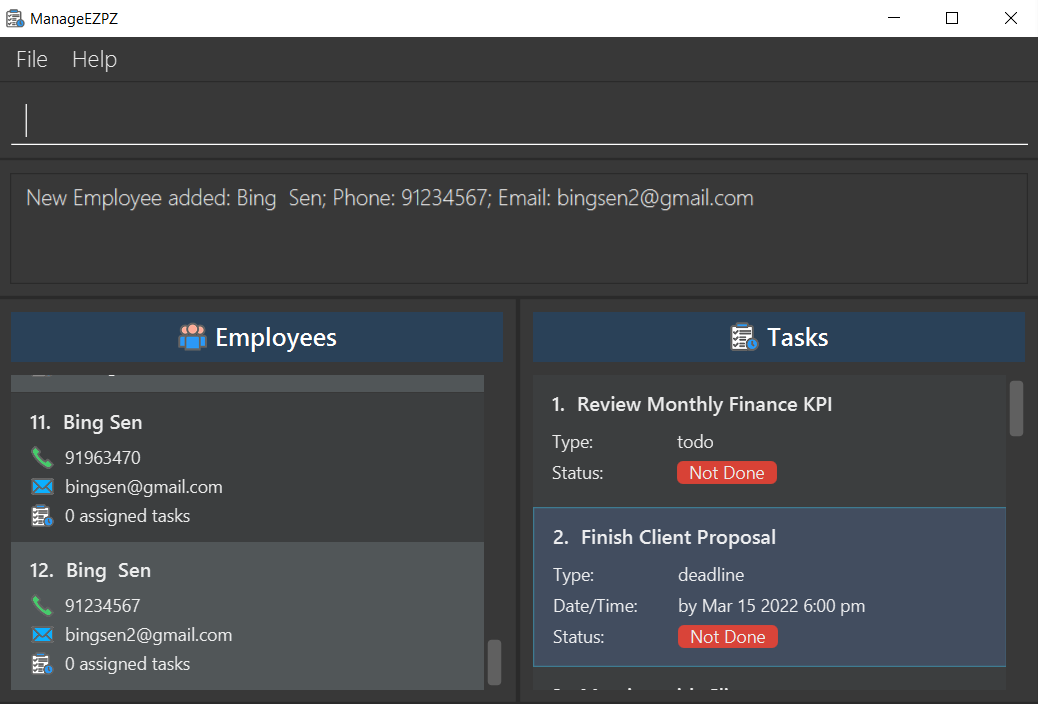 ManageEZPZ
File Help
New Employee added: Bing  Sen; Phone: 91234567; Email: bingsen2@gmail.com
Employees
11. Bing Sen
91963470
bingsen@gmail.com
0 assigned tasks
12. Bing  Sen
91234567
bingsen2@gmail.com
0 assigned tasks
Tasks
1. Review Monthly Finance KPI
Type: todo
Status: Not Done
2. Finish Client Proposal
Type: deadline
Date/Time: by Mar 15 2022 6:00 pm
Status: Not Done